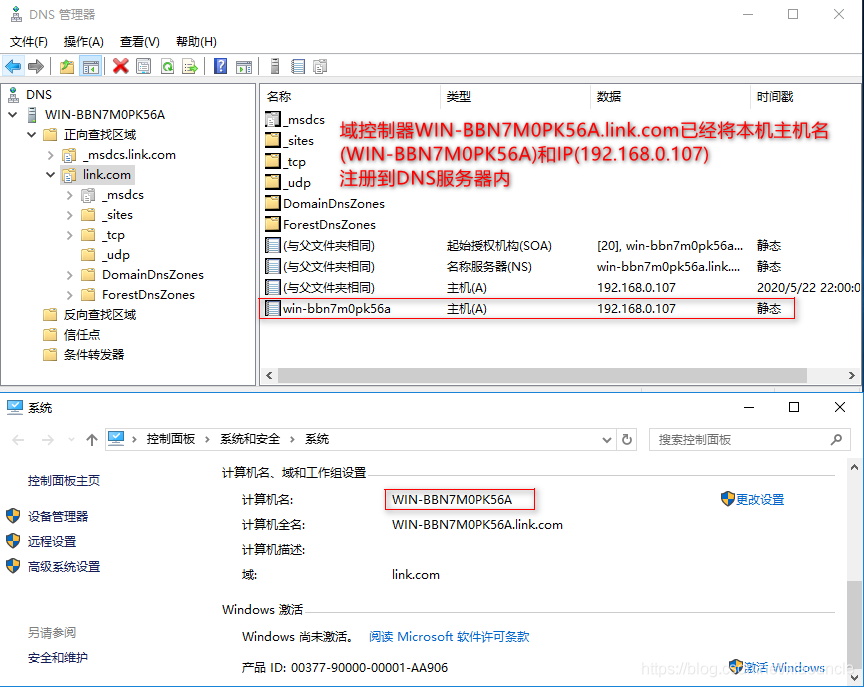 DNS 管理器
文件(F) 操作(A) 查看(V) 帮助(H)
DNS
WIN-BBN7M0PK56A
正向查找区域
_msdcs.link.com
link.com
_msdcs
_sites
_tcp
_udp
DomainDnsZones
ForestDnsZones
反向查找区域
信任点
条件转发器
名称 类型 数据 时间戳
_msdcs
_sites
_tcp
_udp
DomainDnsZones
ForestDnsZones
域控制器WIN-BBN7M0PK56A.link.com已经将本机主机名
(WIN-BBN7M0PK56A)和IP(192.168.0.107)
注册到DNS服务器内
(与父文件夹相同) 起始授权机构(SOA) [20], win-bbn7m0pk56a... 静态
(与父文件夹相同) 名称服务器(NS) win-bbn7m0pk56a.link.... 静态
(与父文件夹相同) 主机(A) 192.168.0.107 2020/5/22 22:00:0
win-bbn7m0pk56a 主机(A) 192.168.0.107 静态
系统
控制面板 系统和安全 系统
搜索控制面板
控制面板主页
设备管理器
远程设置
高级系统设置
另请参阅
安全和维护
计算机名、域和工作组设置
计算机名: WIN-BBN7M0PK56A 更改设置
计算机全名: WIN-BBN7M0PK56A.link.com
计算机描述:
域: link.com
Windows 激活
Windows 尚未激活。 阅读 Microsoft 软件许可条款
产品 ID: 00377-90000-00001-AA906 激活 Windows